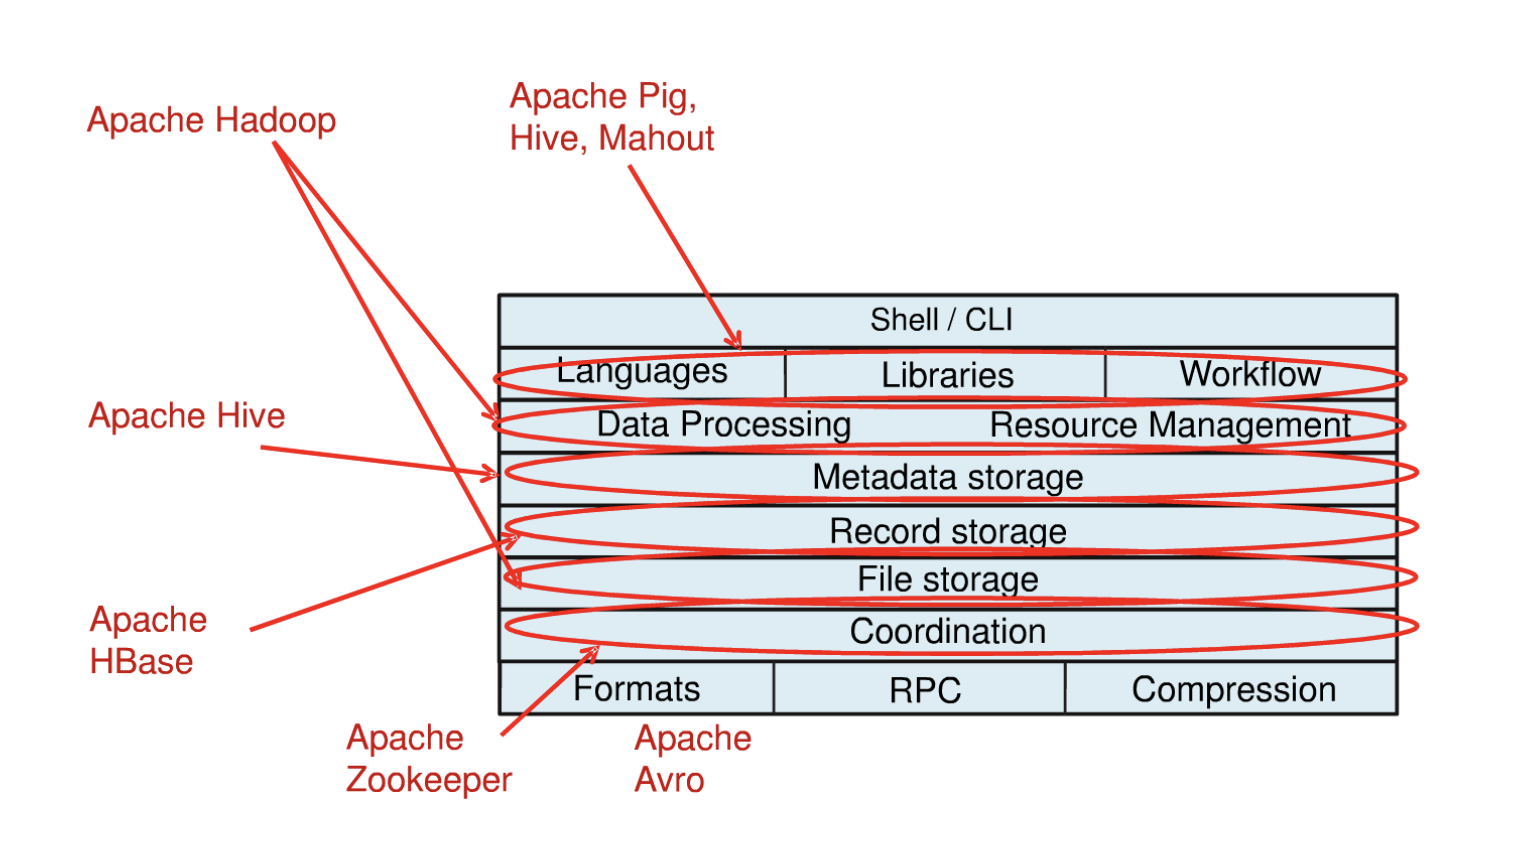 Apache Hadoop
Apache Pig,
Hive, Mahout
Shell / CLI
Languages
Libraries
Workflow
Data Processing
Resource Management
Apache Hive
Metadata storage
Record storage
File storage
Apache
HBase
Coordination
Formats
RPC
Compression
Apache
Zookeeper
Apache
Avro